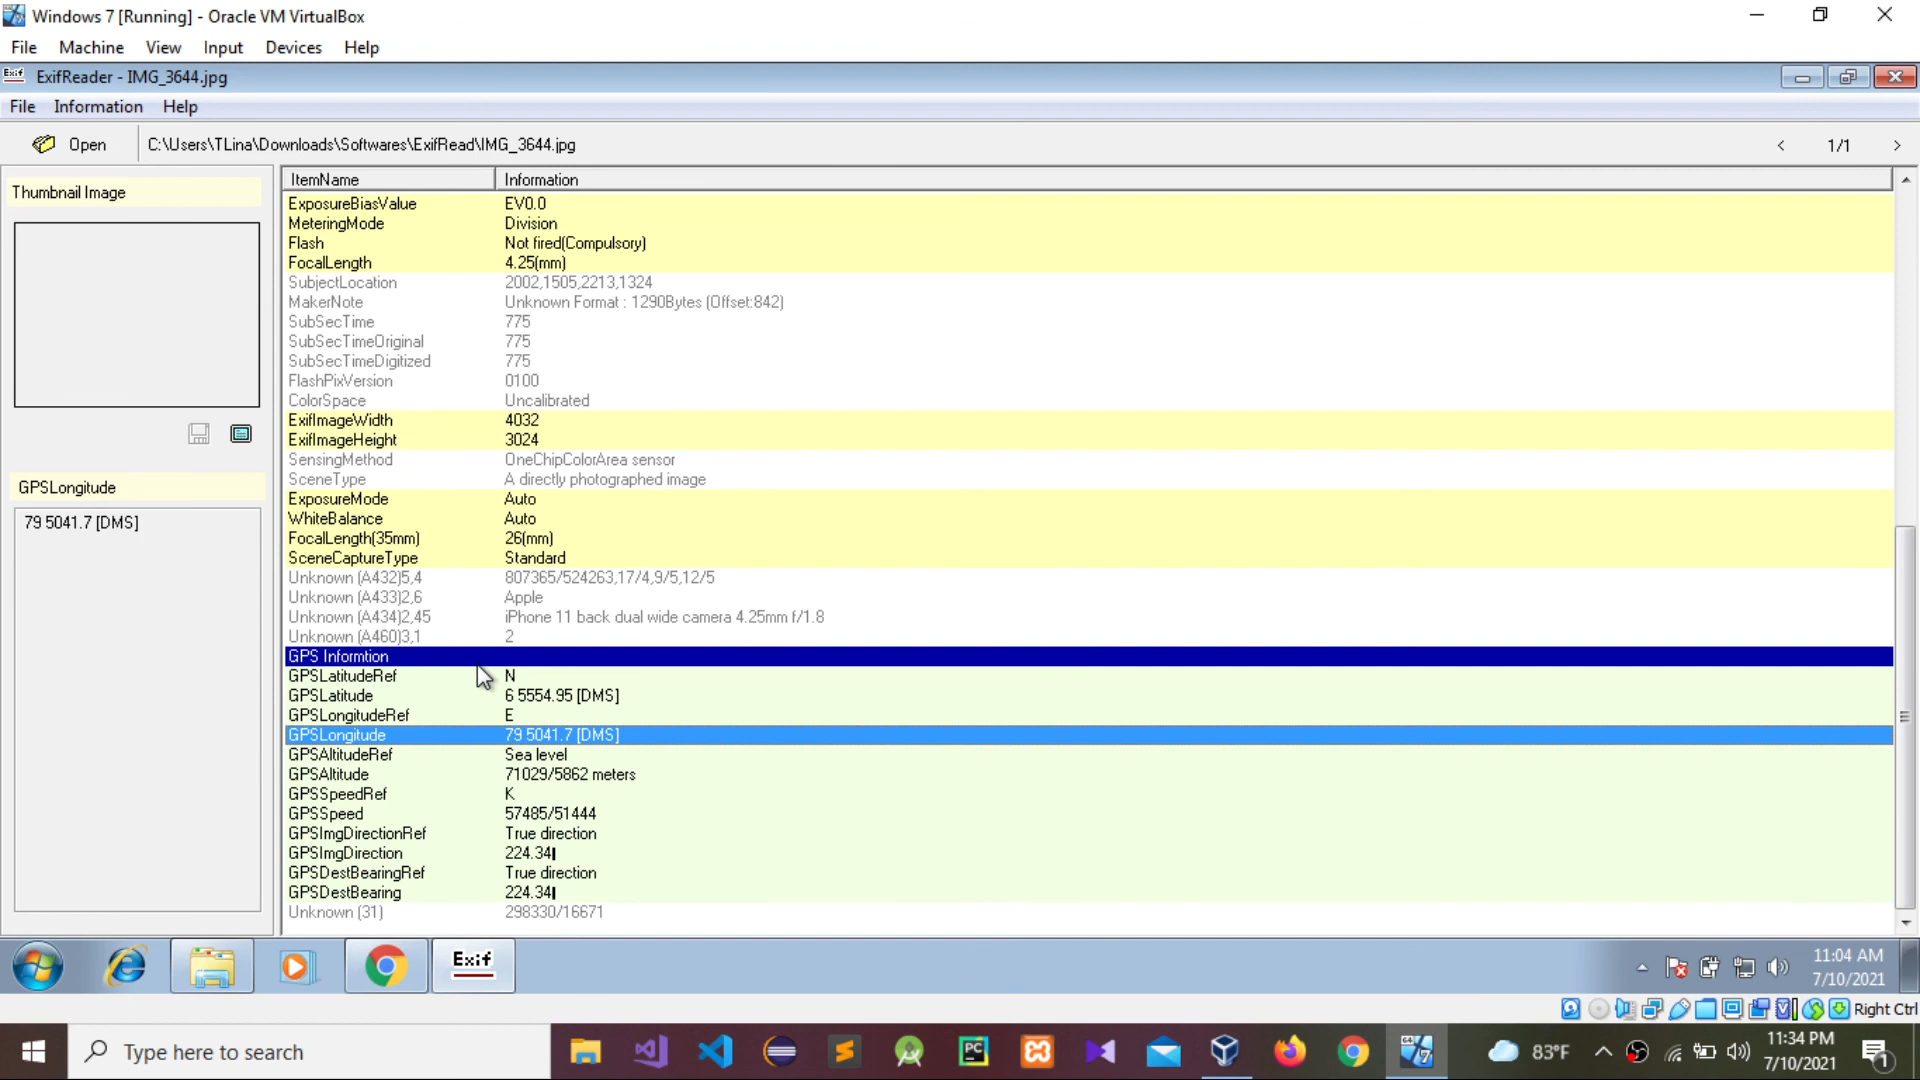 Windows 7 [Running] - Oracle VM VirtualBox
File Machine View Input Devices Help
Exif ExifReader - IMG_3644.jpg
File Information Help
Open C:\Users\TLina\Downloads\Softwares\ExifRead\IMG_3644.jpg < 1/1 >
Thumbnail Image
GPSLongitude
79 5041.7 [DMS]
ItemName Information
ExposureBiasValue EV0.0
MeteringMode Division
Flash Not fired(Compulsory)
FocalLength 4.25(mm)
SubjectLocation 2002,1505,2213,1324
MakerNote Unknown Format : 1290Bytes (Offset:842)
SubSecTime 775
SubSecTimeOriginal 775
SubSecTimeDigitized 775
FlashPixVersion 0100
ColorSpace Uncalibrated
ExifImageWidth 4032
ExifImageHeight 3024
SensingMethod OneChipColorArea sensor
SceneType A directly photographed image
ExposureMode Auto
WhiteBalance Auto
FocalLength(35mm) 26(mm)
SceneCaptureType Standard
Unknown (A432)5,4 807365/524263,17/4,9/5,12/5
Unknown (A433)2,6 Apple
Unknown (A434)2,45 iPhone 11 back dual wide camera 4.25mm f/1.8
Unknown (A460)3,1 2
GPS Informtion
GPSLatitudeRef N
GPSLatitude 6 5554.95 [DMS]
GPSLongitudeRef E
GPSLongitude 79 5041.7 [DMS]
GPSAltitudeRef Sea level
GPSAltitude 71029/5862 meters
GPSSpeedRef K
GPSSpeed 57485/51444
GPSImgDirectionRef True direction
GPSImgDirection 224.34
GPSDestBearingRef True direction
GPSDestBearing 224.34
Unknown (31) 298330/16671
Exif
11:04 AM
7/10/2021
Right Ctrl
Type here to search
PC
83°F
11:34 PM
7/10/2021
1